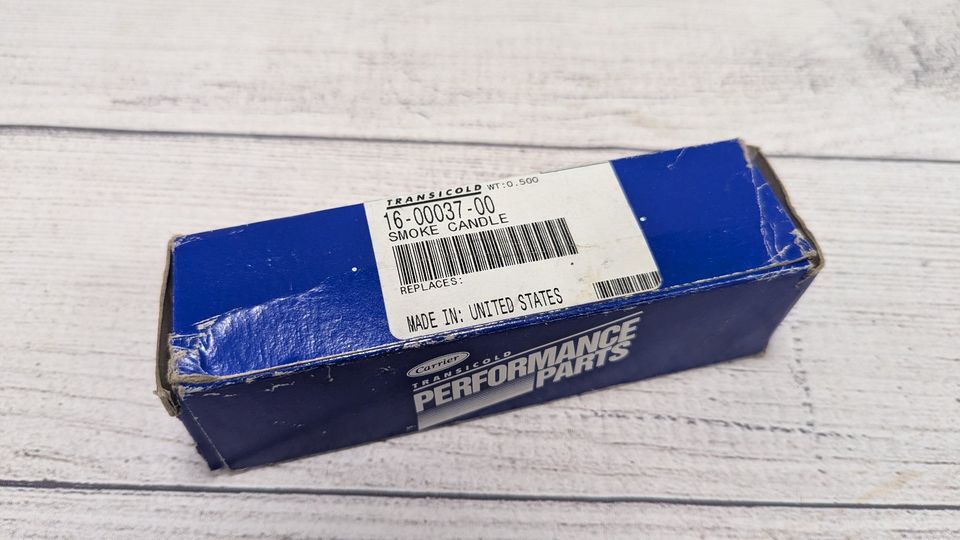 TRANSICOLD WT:0.500
16-00037-00
SMOKE CANDLE
REPLACES:
MADE IN: UNITED STATES
Carrier
TRANSICOLD
PERFORMANCE
PARTS